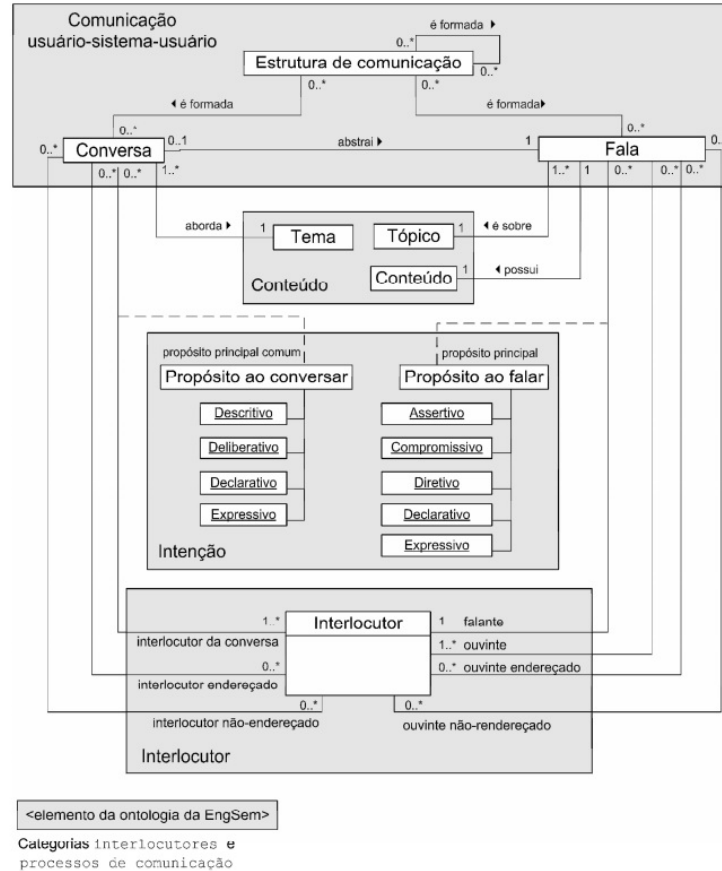 Comunicação
usuário-sistema-usuário
é formada ▸
0..*
Estrutura de comunicação
0..*
0..*
0..*
◂ é formada
é formada▸
0..*
0..*
0..*
Conversa
0..1
abstrai ▸
1
Fala
0..
0..*
0..*
1..*
1..*
1
0..*
0..*
0..*
aborda ▸
1
Tema
Tópico
1
◂ é sobre
Conteúdo
1
◂ possui
Conteúdo
propósito principal comum
propósito principal
Propósito ao conversar
Propósito ao falar
Descritivo
Assertivo
Deliberativo
Compromissivo
Declarativo
Diretivo
Expressivo
Declarativo
Expressivo
Intenção
1..*
Interlocutor
1
falante
interlocutor da conversa
1..*
ouvinte
0..*
0..*
ouvinte endereçado
interlocutor endereçado
0..*
0..*
interlocutor não-endereçado
ouvinte não-rendereçado
Interlocutor
<elemento da ontologia da EngSem>
Categorias interlocutores e
processos de comunicação